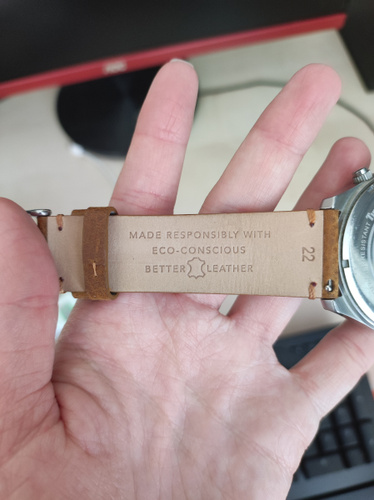 MADE RESPONSIBLY WITH
ECO-CONSCIOUS
BETTER LEATHER
22